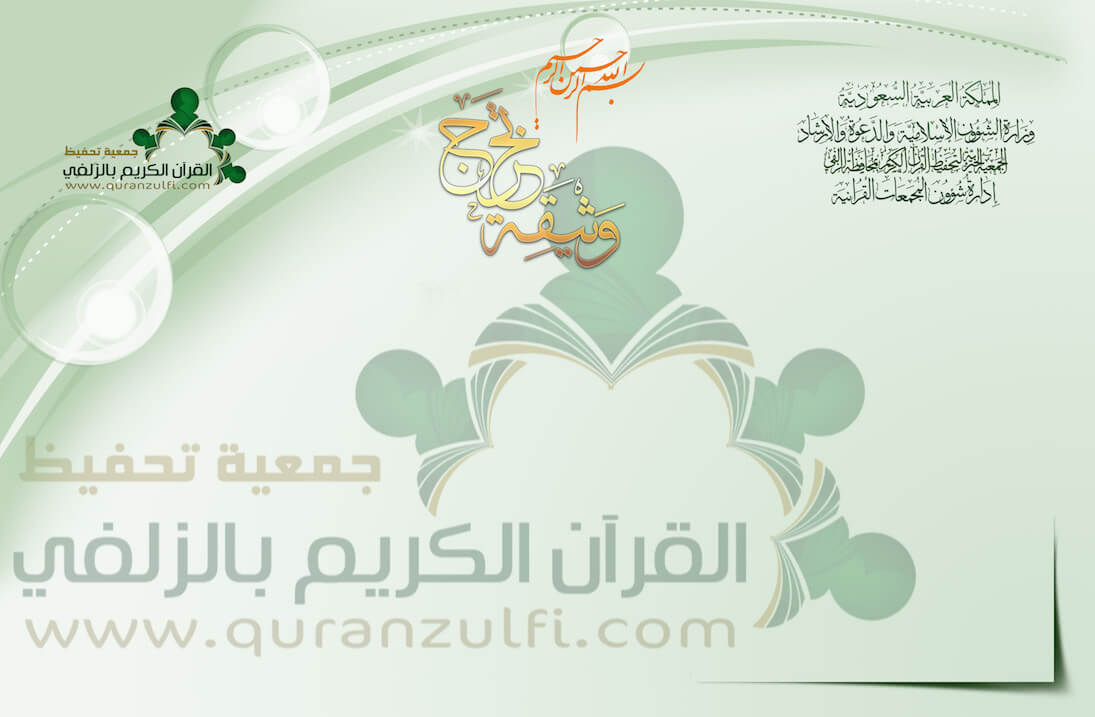 بسم الله الرحمن الرحيم
المملكة العربية السعودية
وزارة الشؤون الإسلامية والدعوة والإرشاد
الجمعية الخيرية لتحفيظ القرآن الكريم بمحافظة الزلفي
إدارة شؤون المجمعات القرآنية
وثيقة تخرج
جمعية تحفيظ
القرآن الكريم بالزلفي
www.quranzulfi.com
جمعية تحفيظ
القرآن الكريم بالزلفي
www.quranzulfi.com